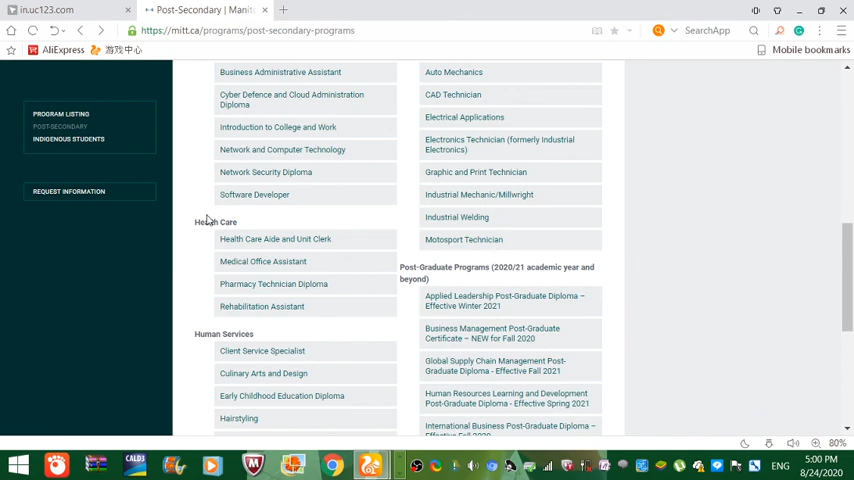 in.uc123.com
Post-Secondary | Manito
https://mitt.ca/programs/post-secondary-programs
SearchApp
AliExpress
游戏中心
Mobile bookmarks
PROGRAM LISTING
POST-SECONDARY
INDIGENOUS STUDENTS
REQUEST INFORMATION
Business Administrative Assistant
Cyber Defence and Cloud Administration
Diploma
Introduction to College and Work
Network and Computer Technology
Network Security Diploma
Software Developer
Health Care
Health Care Aide and Unit Clerk
Medical Office Assistant
Pharmacy Technician Diploma
Rehabilitation Assistant
Human Services
Client Service Specialist
Culinary Arts and Design
Early Childhood Education Diploma
Hairstyling
Auto Mechanics
CAD Technician
Electrical Applications
Electronics Technician (formerly Industrial
Electronics)
Graphic and Print Technician
Industrial Mechanic/Millwright
Industrial Welding
Motosport Technician
Post-Graduate Programs (2020/21 academic year and
beyond)
Applied Leadership Post-Graduate Diploma –
Effective Winter 2021
Business Management Post-Graduate
Certificate – NEW for Fall 2020
Global Supply Chain Management Post-
Graduate Diploma - Effective Fall 2021
Human Resources Learning and Development
Post-Graduate Diploma - Effective Spring 2021
International Business Post-Graduate Diploma –
Effective Fall 2020
80%
CALD3
ENG
5:00 PM
8/24/2020